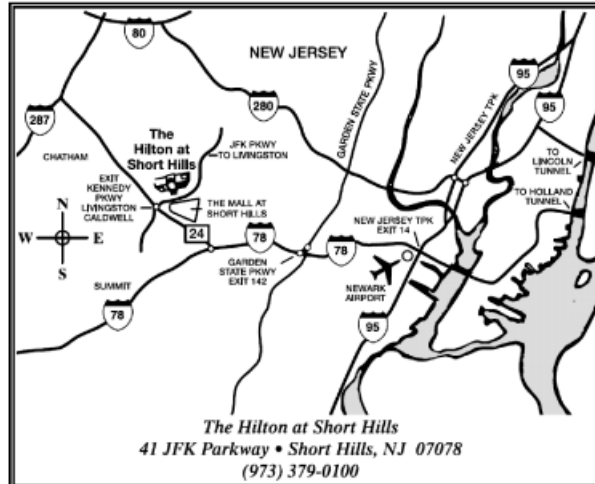 80
NEW JERSEY
95
95
287
280
GARDEN STATE PKWY
NEW JERSEY TPK
The
Hilton at
Short Hills
JFK PKWY
TO LIVINGSTON
CHATHAM
TO
LINCOLN
TUNNEL
EXIT
KENNEDY
PKWY
LIVINGSTON
CALDWELL
THE MALL AT
SHORT HILLS
TO HOLLAND
TUNNEL
N
W
E
S
24
78
78
NEW JERSEY TPK
EXIT 14
GARDEN
STATE PKWY
EXIT 142
SUMMIT
NEWARK
AIRPORT
78
95
The Hilton at Short Hills
41 JFK Parkway • Short Hills, NJ 07078
(973) 379-0100